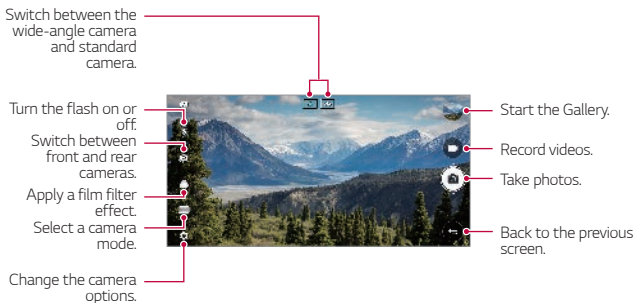 Switch between the
wide-angle camera
and standard
camera.
Turn the flash on or
off.
Switch between
front and rear
cameras.
Apply a film filter
effect.
Select a camera
mode.
Change the camera
options.
Start the Gallery.
Record videos.
Take photos.
Back to the previous
screen.